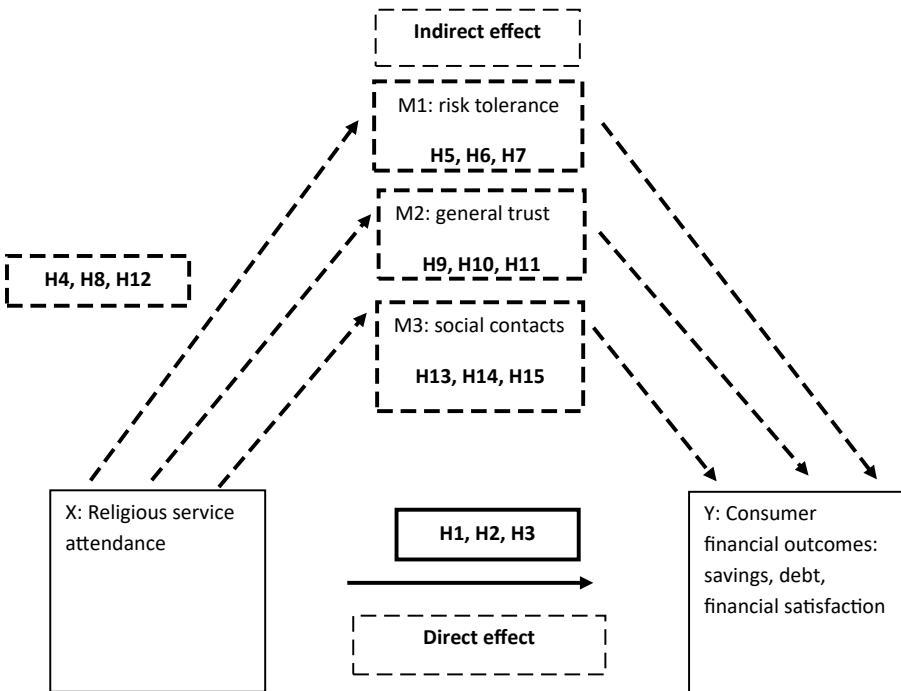 Indirect effect
M1: risk tolerance
H5, H6, H7
M2: general trust
H9, H10, H11
H4, H8, H12
M3: social contacts
H13, H14, H15
X: Religious service
attendance
H1, H2, H3
Direct effect
Y: Consumer
financial outcomes:
savings, debt,
financial satisfaction